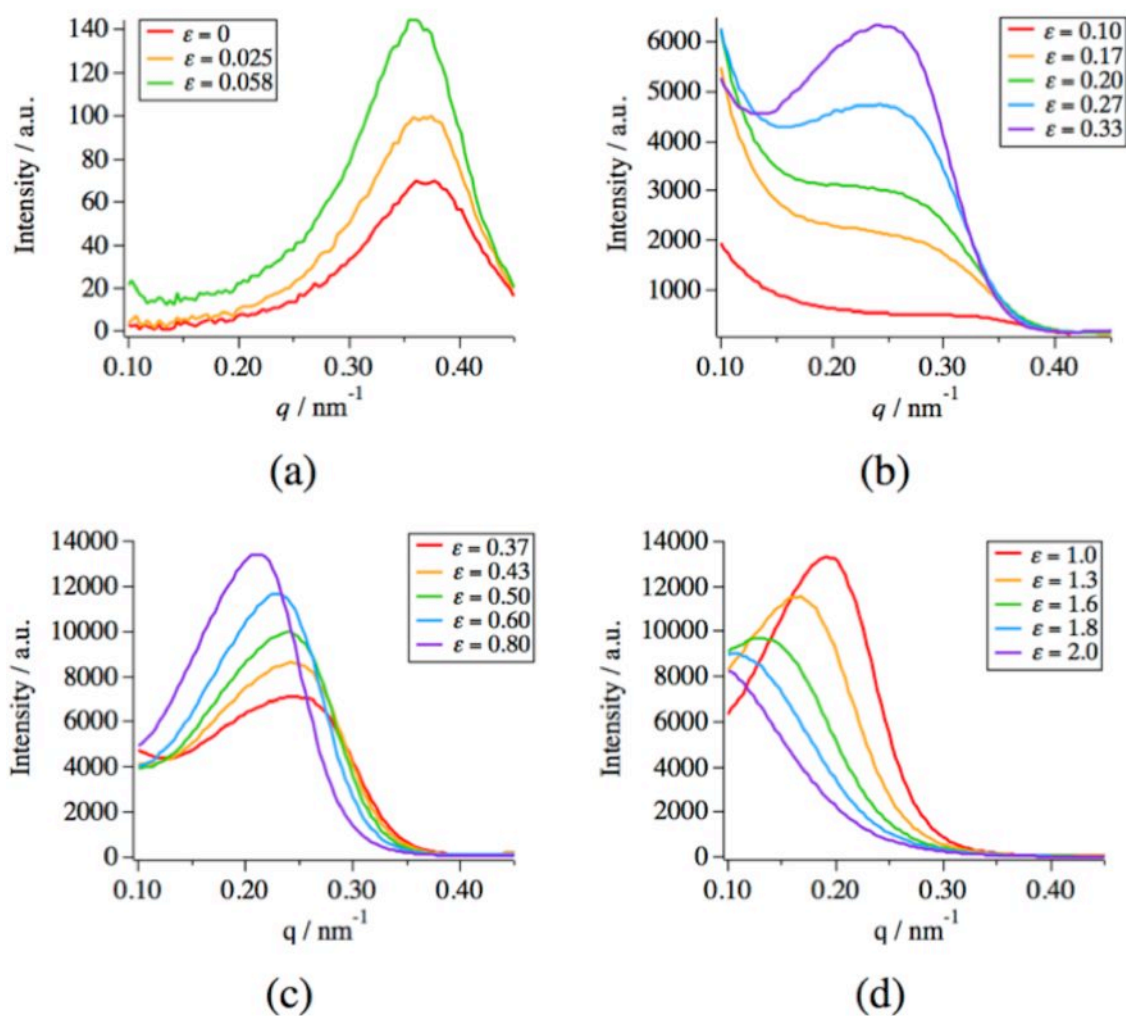 140
120
100
80
60
40
20
0
Intensity / a.u.
ε = 0
ε = 0.025
ε = 0.058
0.10 0.20 0.30 0.40
q / nm⁻¹
(a)
6000
5000
4000
3000
2000
1000
Intensity / a.u.
ε = 0.10
ε = 0.17
ε = 0.20
ε = 0.27
ε = 0.33
0.10 0.20 0.30 0.40
q / nm⁻¹
(b)
14000
12000
10000
8000
6000
4000
2000
0
Intensity / a.u.
ε = 0.37
ε = 0.43
ε = 0.50
ε = 0.60
ε = 0.80
0.10 0.20 0.30 0.40
q / nm⁻¹
(c)
14000
12000
10000
8000
6000
4000
2000
0
Intensity / a.u.
ε = 1.0
ε = 1.3
ε = 1.6
ε = 1.8
ε = 2.0
0.10 0.20 0.30 0.40
q / nm⁻¹
(d)